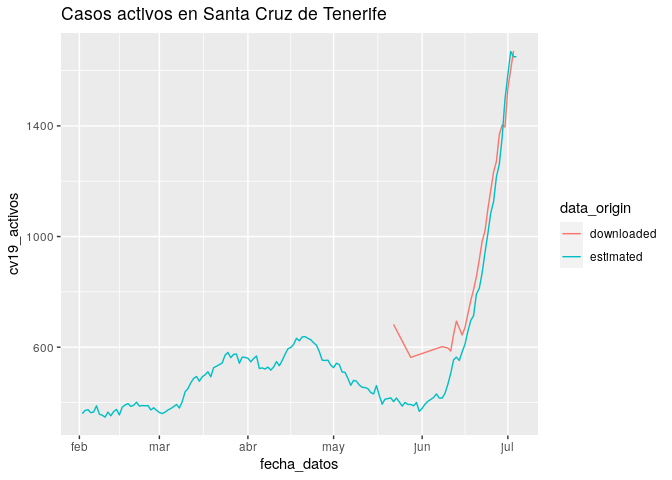 Casos activos en Santa Cruz de Tenerife
cv19_activos
1400
1000
600
feb mar abr may jun jul
fecha_datos
data_origin
downloaded
estimated